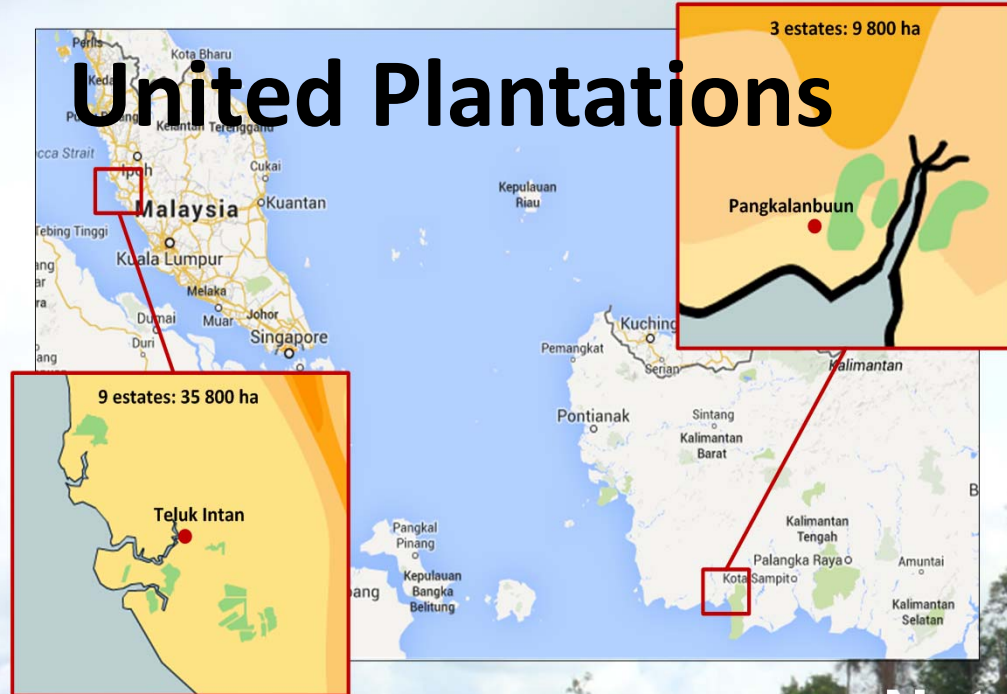 United Plantations
3 estates: 9 800 ha
Pangkalanbuun
9 estates: 35 800 ha
Teluk Intan
Perlis
Kota Bharu
Kelantan
Terengganu
Ipoh
Cukai
Malaysia
Kuantan
Kepulauan
Riau
Tebing Tinggi
Kuala Lumpur
Melaka
Dumai
Muar
Johor
Duri
Singapore
Pemangkat
Kuching
Serian
Kalimantan
Pontianak
Sintang
Kalimantan
Barat
Pangkal
Pinang
Kepulauan
Bangka
Belitung
Kalimantan
Tengah
Palangka Raya
Amuntai
Kota
Sampit
Kalimantan
Selatan